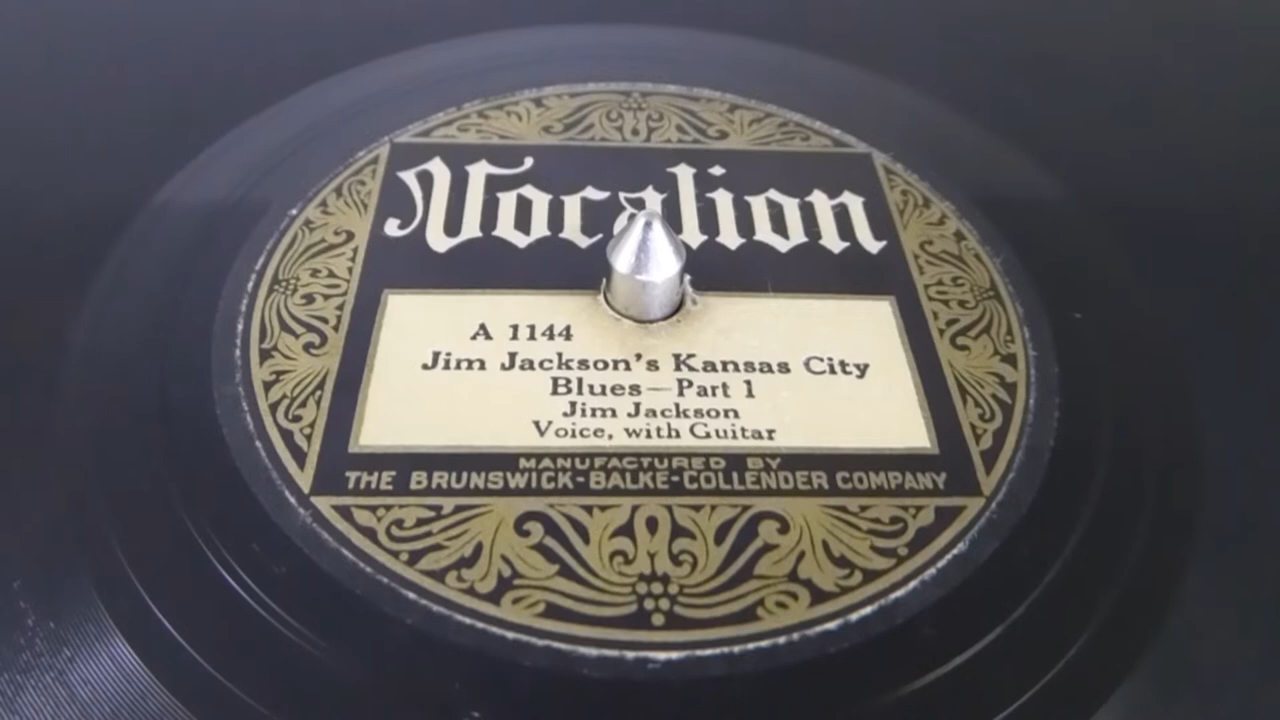 Vocalion
A 1144
Jim Jackson's Kansas City
Blues—Part 1
Jim Jackson
Voice, with Guitar
MANUFACTURED BY
THE BRUNSWICK-BALKE-COLLENDER COMPANY